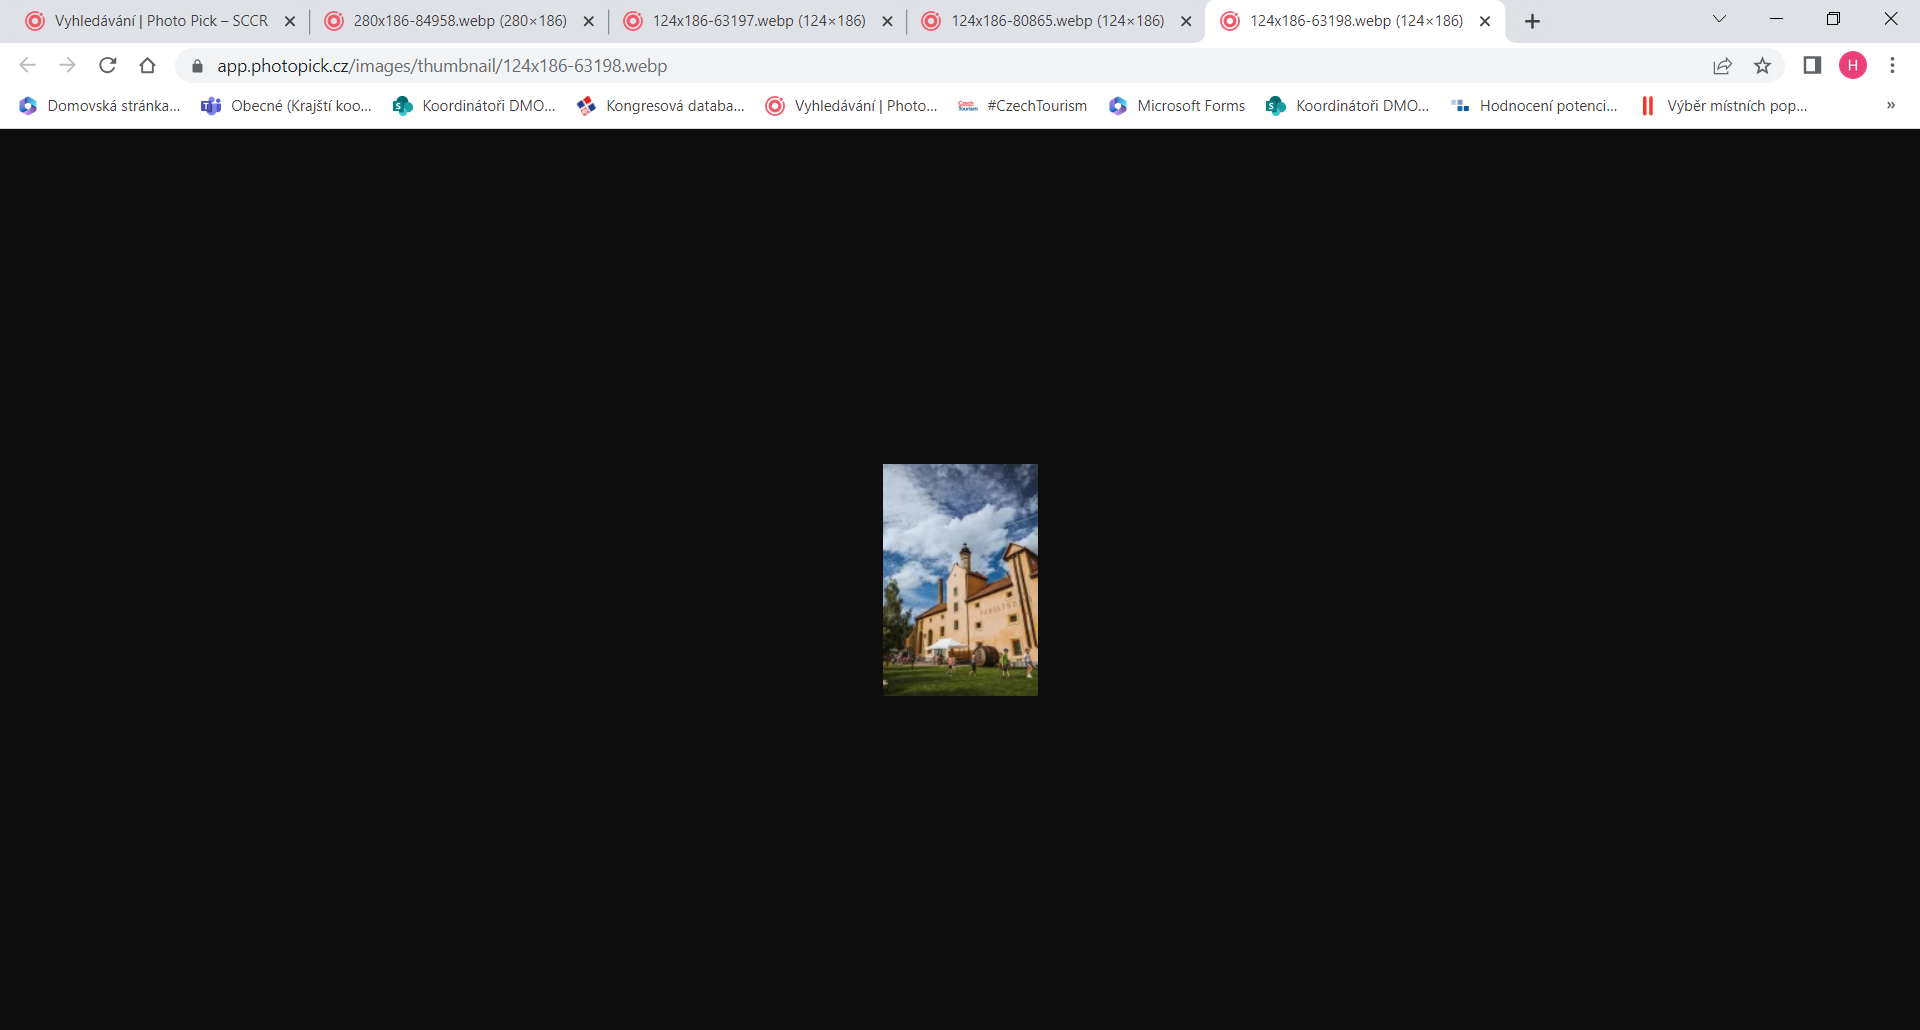 Vyhledávání | Photo Pick – SCCR
280x186-84958.webp (280×186)
124x186-63197.webp (124×186)
124x186-80865.webp (124×186)
124x186-63198.webp (124×186)
app.photopick.cz/images/thumbnail/124x186-63198.webp
H
Domovská stránka...
Obecné (Krajští koo...
Koordinátoři DMO...
Kongresová databa...
Vyhledávání | Photo...
#CzechTourism
Microsoft Forms
Koordinátoři DMO...
Hodnocení potenci...
Výběr místních pop...
»